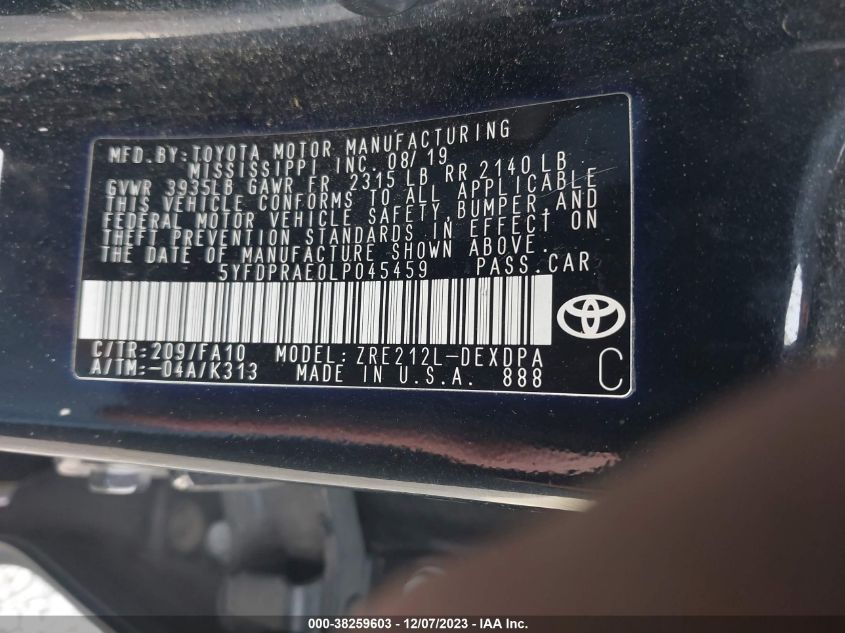 MFD.BY:TOYOTA MOTOR MANUFACTURING
MISSISSIPPI INC. 08/19
GVWR 3935LB GAWR FR 2315 LB RR 2140 LB
THIS VEHICLE CONFORMS TO ALL APPLICABLE
FEDERAL MOTOR VEHICLE SAFETY,BUMPER AND
THEFT PREVENTION STANDARDS IN EFFECT ON
THE DATE OF MANUFACTURE SHOWN ABOVE.
5YFDPRAE0LP045459 PASS.CAR
C/TR:209/FA10 MODEL: ZRE212L-DEXDPA
A/TM:-04A/K313 MADE IN U.S.A. 888 C
000-38259603 - 12/07/2023 - Copyright IAA, Inc.